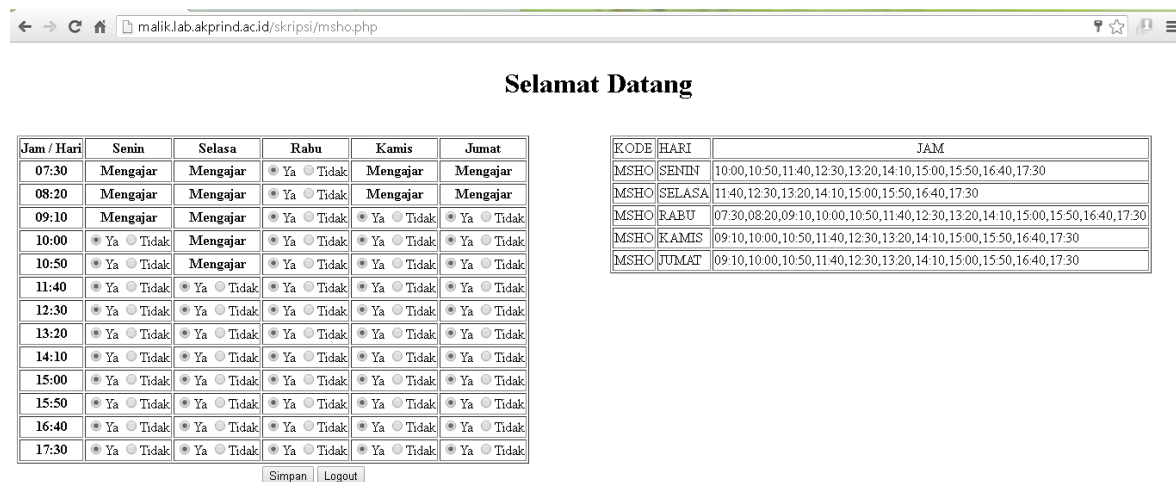 malik.lab.akprind.ac.id/skripsi/msho.php
Selamat Datang
Jam / Hari Senin Selasa Rabu Kamis Jumat
07:30 Mengajar Mengajar Ya Tidak Mengajar Mengajar
08:20 Mengajar Mengajar Ya Tidak Mengajar Mengajar
09:10 Mengajar Mengajar Ya Tidak Ya Tidak Ya Tidak
10:00 Ya Tidak Mengajar Ya Tidak Ya Tidak Ya Tidak
10:50 Ya Tidak Mengajar Ya Tidak Ya Tidak Ya Tidak
11:40 Ya Tidak Ya Tidak Ya Tidak Ya Tidak Ya Tidak
12:30 Ya Tidak Ya Tidak Ya Tidak Ya Tidak Ya Tidak
13:20 Ya Tidak Ya Tidak Ya Tidak Ya Tidak Ya Tidak
14:10 Ya Tidak Ya Tidak Ya Tidak Ya Tidak Ya Tidak
15:00 Ya Tidak Ya Tidak Ya Tidak Ya Tidak Ya Tidak
15:50 Ya Tidak Ya Tidak Ya Tidak Ya Tidak Ya Tidak
16:40 Ya Tidak Ya Tidak Ya Tidak Ya Tidak Ya Tidak
17:30 Ya Tidak Ya Tidak Ya Tidak Ya Tidak Ya Tidak
Simpan Logout
KODE HARI JAM
MSHO SENIN 10:00,10:50,11:40,12:30,13:20,14:10,15:00,15:50,16:40,17:30
MSHO SELASA 11:40,12:30,13:20,14:10,15:00,15:50,16:40,17:30
MSHO RABU 07:30,08:20,09:10,10:00,10:50,11:40,12:30,13:20,14:10,15:00,15:50,16:40,17:30
MSHO KAMIS 09:10,10:00,10:50,11:40,12:30,13:20,14:10,15:00,15:50,16:40,17:30
MSHO JUMAT 09:10,10:00,10:50,11:40,12:30,13:20,14:10,15:00,15:50,16:40,17:30